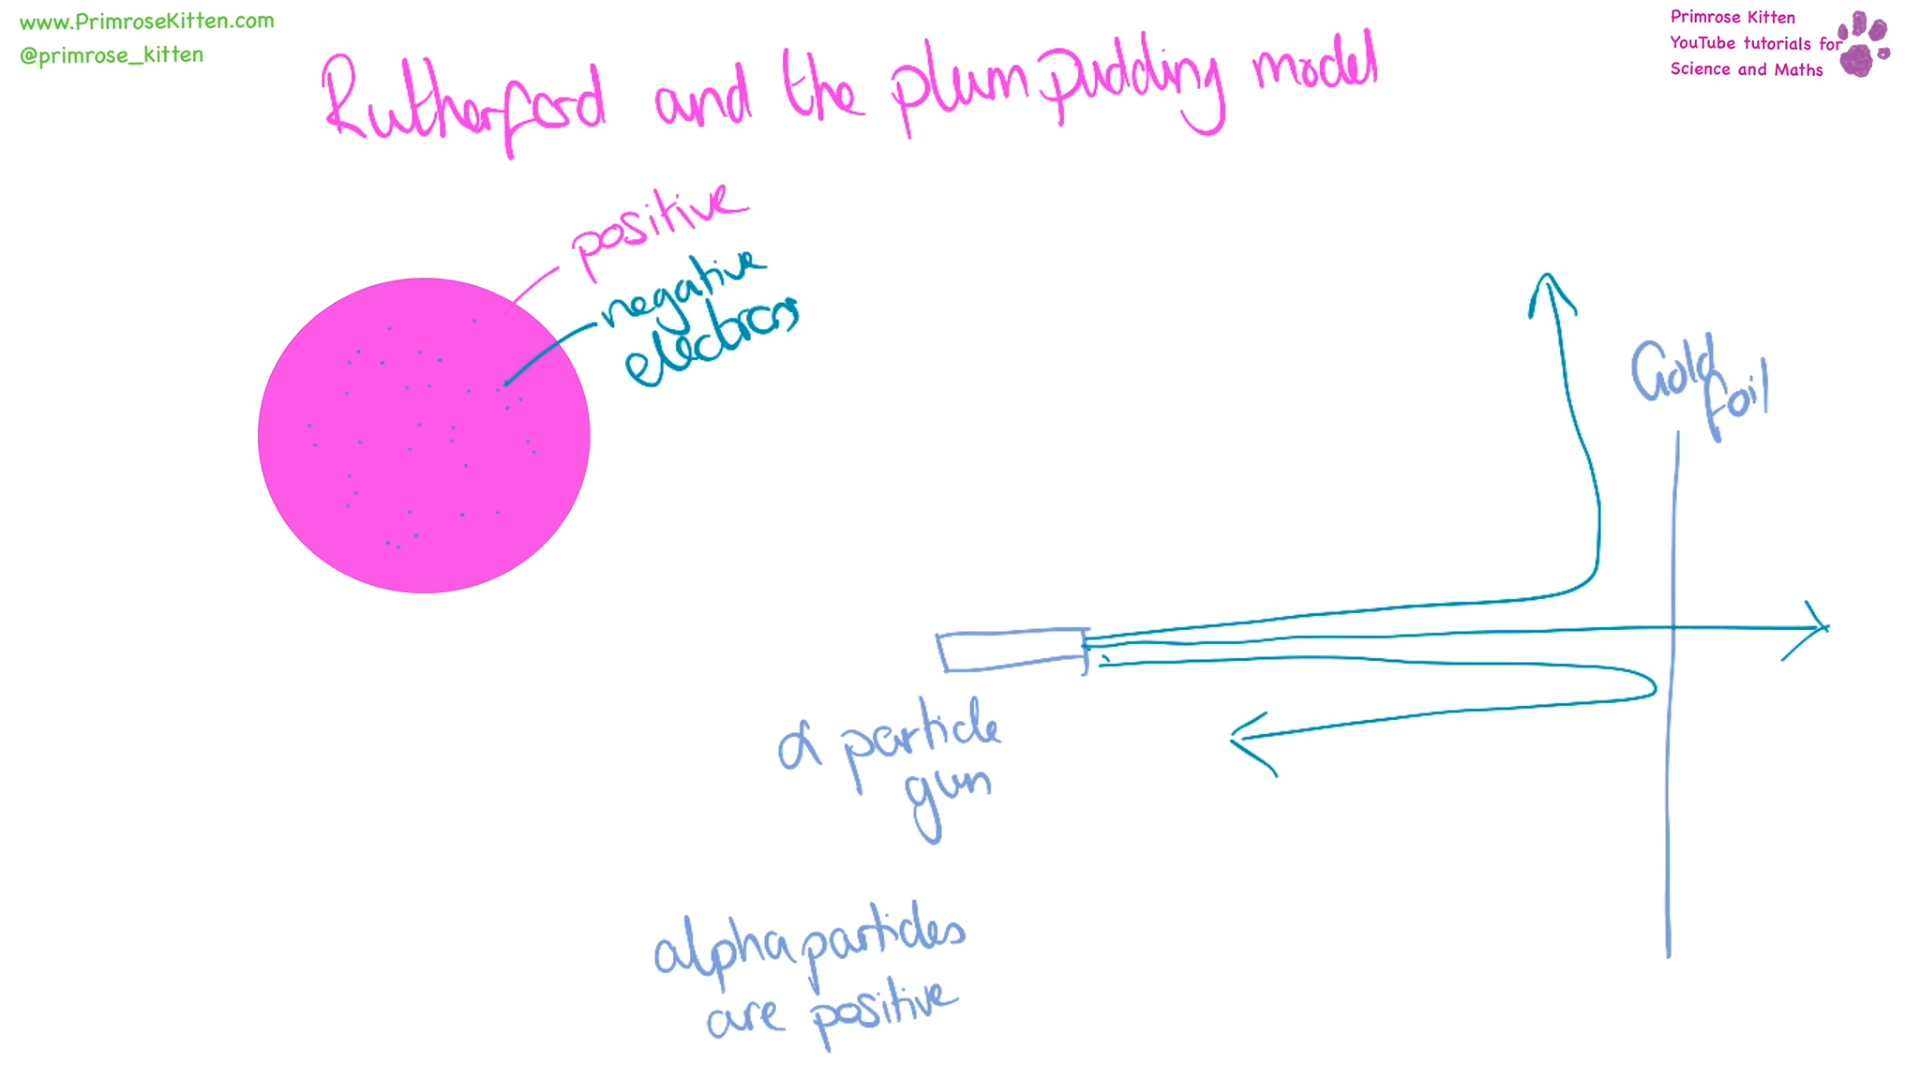 www.PrimroseKitten.com
@primrose_kitten
Primrose Kitten
YouTube tutorials for
Science and Maths
Rutherford and the plum pudding model
positive
negative
electrons
Gold
foil
α particle
gun
alpha particles
are positive